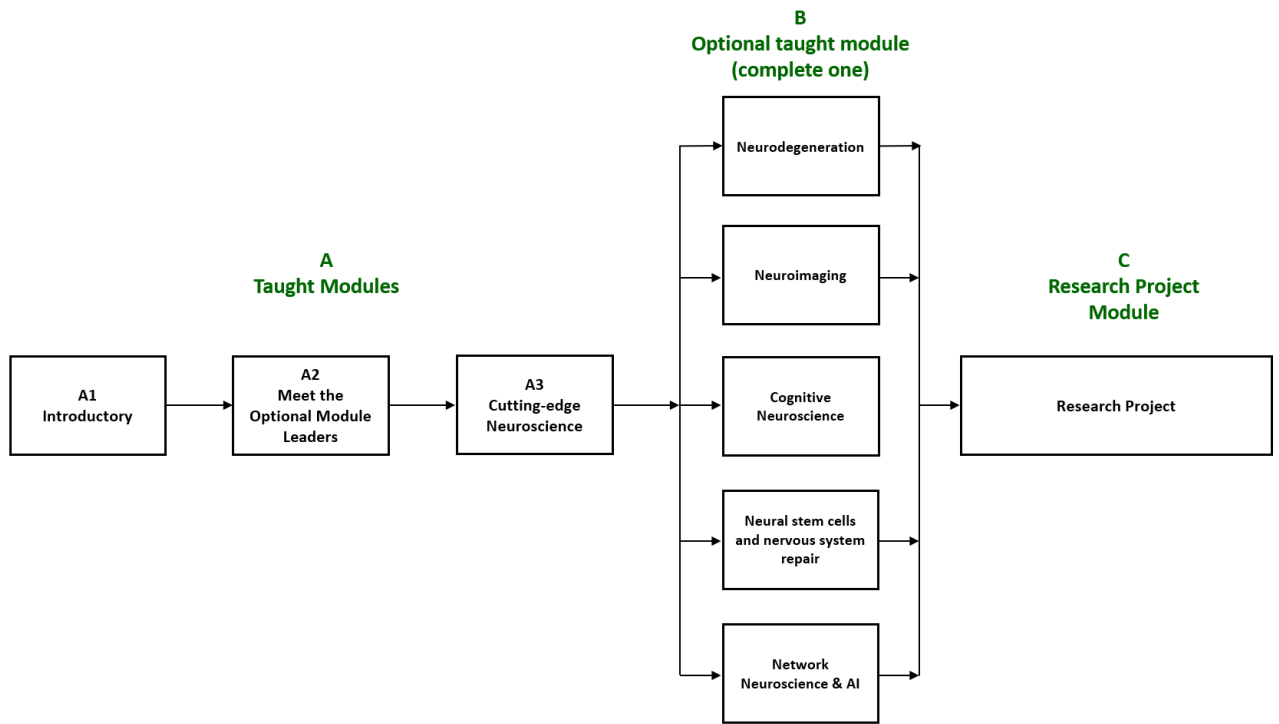 A
Taught Modules
A1
Introductory
A2
Meet the
Optional Module
Leaders
A3
Cutting-edge
Neuroscience
B
Optional taught module
(complete one)
Neurodegeneration
Neuroimaging
Cognitive
Neuroscience
Neural stem cells
and nervous system
repair
Network
Neuroscience & AI
C
Research Project
Module
Research Project